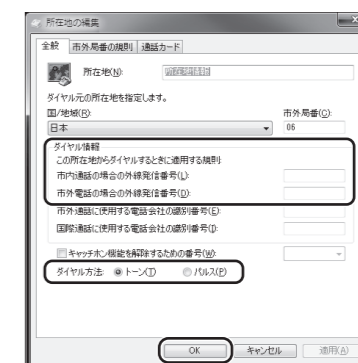 所在地の編集
全般 市外局番の規則 通話カード
所在地(N): 所在地情報
ダイヤル元の所在地を指定します。
国/地域(R): 市外局番(C):
日本 06
ダイヤル情報
この所在地からダイヤルするときに適用する規則:
市内通話の場合の外線発信番号(L):
市外電話の場合の外線発信番号(D):
市外通話に使用する電話会社の識別番号(E):
国際通話に使用する電話会社の識別番号(I):
キャッチホン機能を解除するための番号(W):
ダイヤル方法: トーン(T) パルス(P)
OK キャンセル 適用(A)